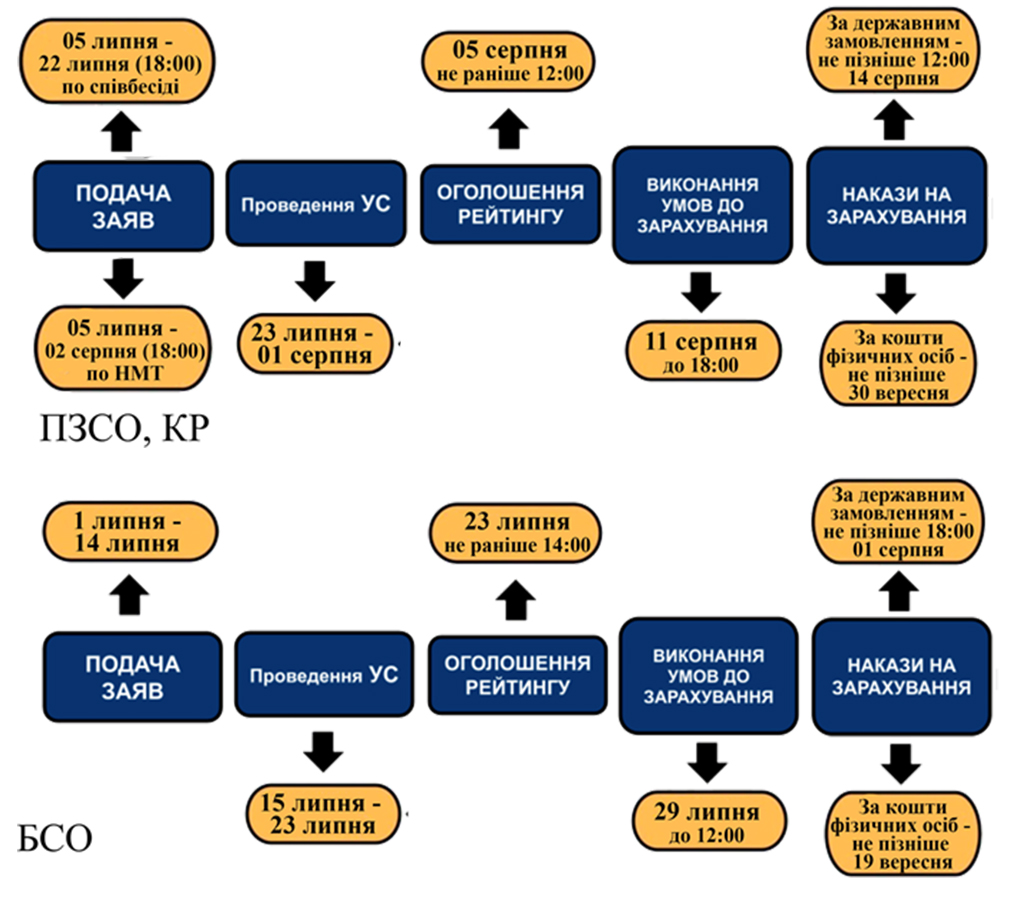 05 липня -
22 липня (18:00)
по співбесіді
05 серпня
не раніше 12:00
За державним
замовленням -
не пізніше 12:00
14 серпня
ПОДАЧА
ЗАЯВ
Проведення УС
ОГОЛОШЕННЯ
РЕЙТИНГУ
ВИКОНАННЯ
УМОВ ДО
ЗАРАХУВАННЯ
НАКАЗИ НА
ЗАРАХУВАННЯ
05 липня -
02 серпня (18:00)
по НМТ
23 липня -
01 серпня
11 серпня
до 18:00
За кошти
фізичних осіб -
не пізніше
30 вересня
ПЗСО, КР
1 липня -
14 липня
23 липня
не раніше 14:00
За державним
замовленням -
не пізніше 18:00
01 серпня
ПОДАЧА
ЗАЯВ
Проведення УС
ОГОЛОШЕННЯ
РЕЙТИНГУ
ВИКОНАННЯ
УМОВ ДО
ЗАРАХУВАННЯ
НАКАЗИ НА
ЗАРАХУВАННЯ
15 липня -
23 липня
29 липня
до 12:00
За кошти
фізичних осіб -
не пізніше
19 вересня
БСО